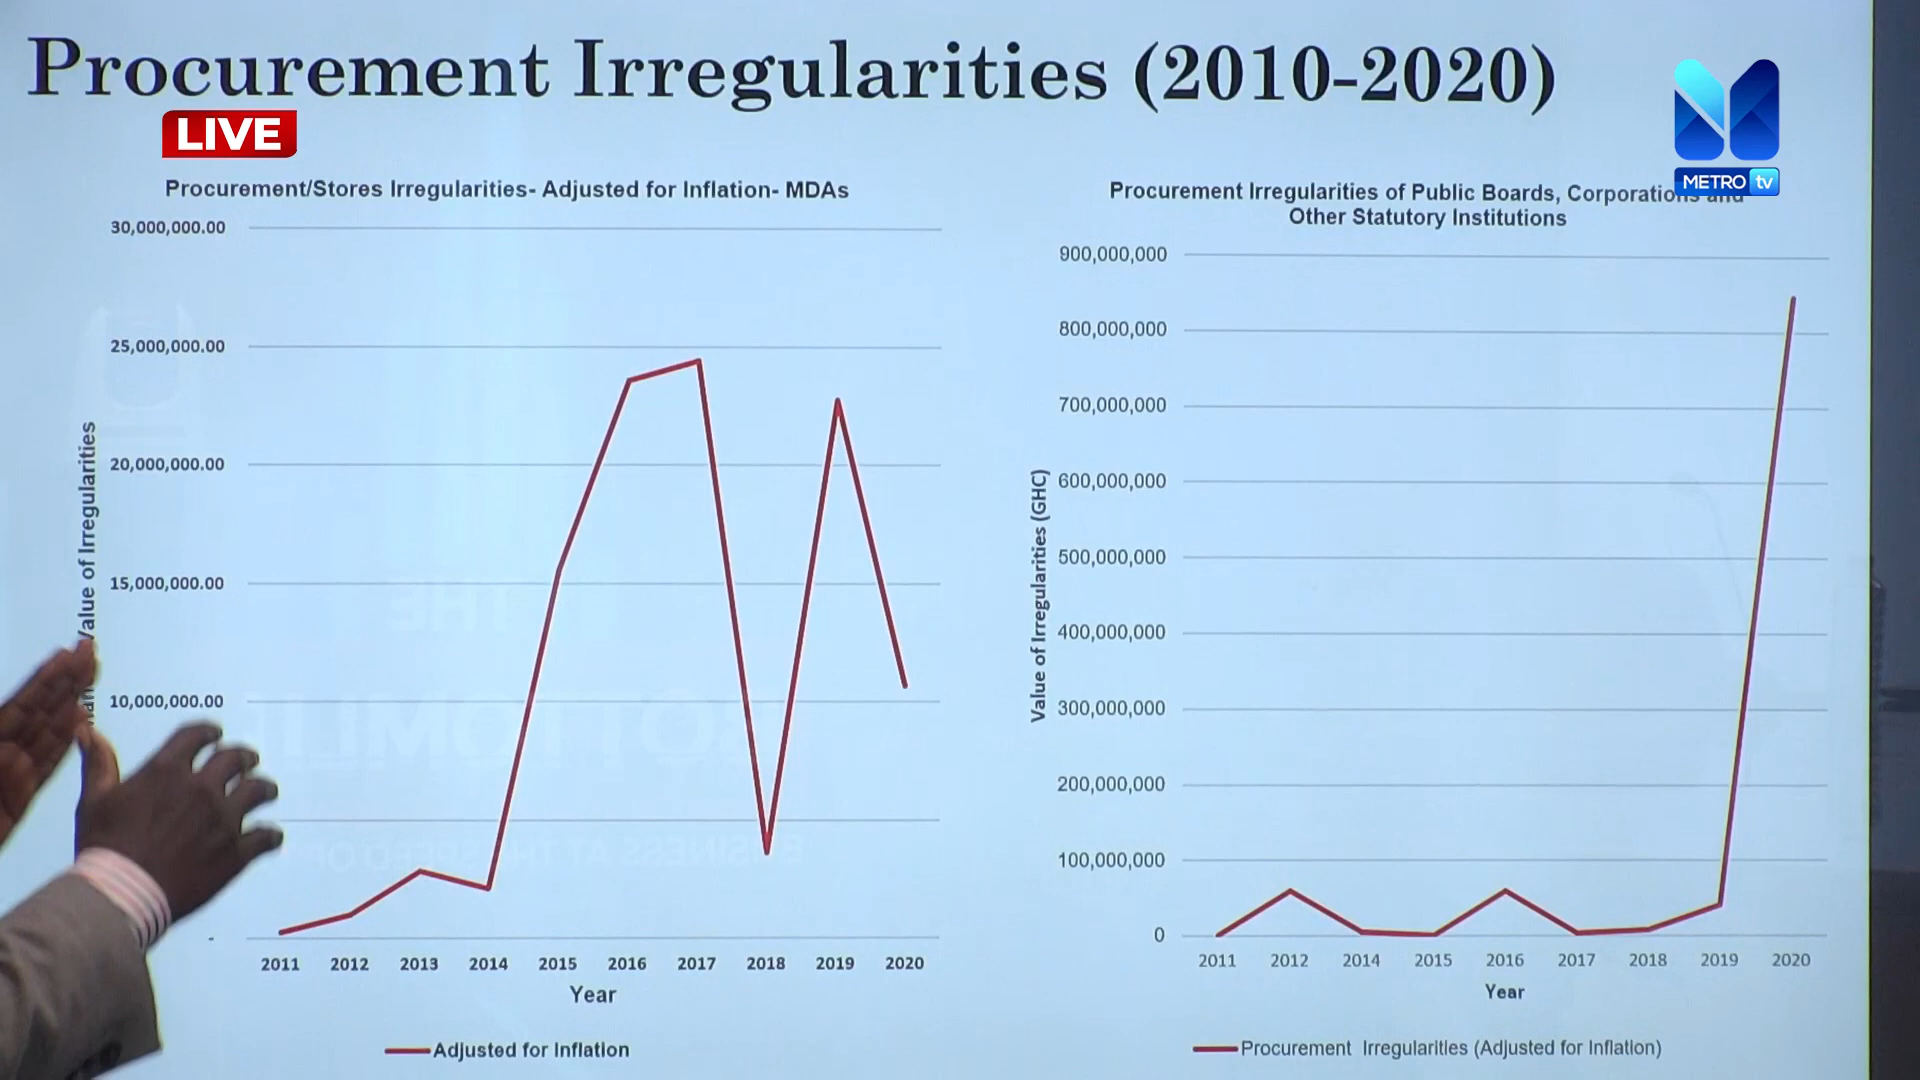 Procurement Irregularities (2010-2020)
LIVE
METRO tv
Procurement/Stores Irregularities- Adjusted for Inflation- MDAs
30,000,000.00
25,000,000.00
20,000,000.00
15,000,000.00
10,000,000.00
-
Value of Irregularities
2011 2012 2013 2014 2015 2016 2017 2018 2019 2020
Year
Adjusted for Inflation
Procurement Irregularities of Public Boards, Corporations and
Other Statutory Institutions
900,000,000
800,000,000
700,000,000
600,000,000
500,000,000
400,000,000
300,000,000
200,000,000
100,000,000
0
Value of Irregularities (GHC)
2011 2012 2014 2015 2016 2017 2018 2019 2020
Year
Procurement Irregularities (Adjusted for Inflation)